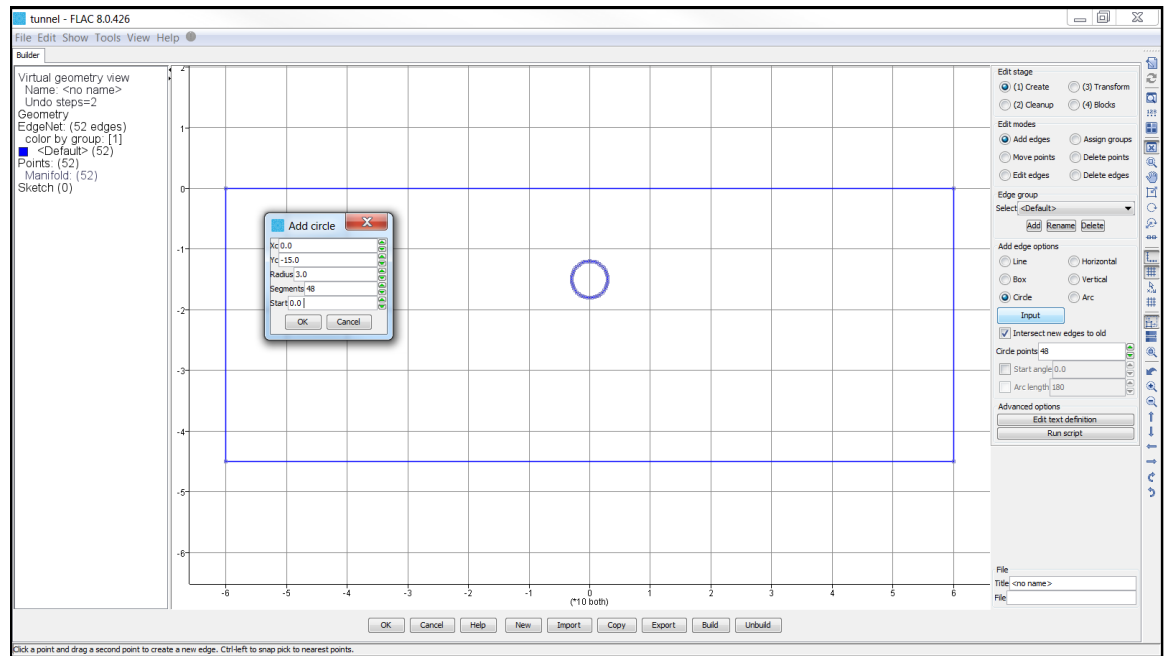 tunnel - FLAC 8.0.426
File Edit Show Tools View Help
Builder
Virtual geometry view
Name: <no name>
Undo steps=2
Geometry
EdgeNet: (52 edges)
color by group: [1]
<Default> (52)
Points: (52)
Manifold: (52)
Sketch (0)
2
1
0
-1
-2
-3
-4
-5
-6
-6 -5 -4 -3 -2 -1 0 1 2 3 4 5 6
(*10 both)
Add circle
Xc 0.0
Yc -15.0
Radius 3.0
Segments 48
Start 0.0
OK Cancel
Edit stage
(1) Create (3) Transform
(2) Cleanup (4) Blocks
Edit modes
Add edges Assign groups
Move points Delete points
Edit edges Delete edges
Edge group
Select <Default>
Add Rename Delete
Add edge options
Line Horizontal
Box Vertical
Circle Arc
Input
Intersect new edges to old
Circle points 48
Start angle 0.0
Arc length 180
Advanced options
Edit text definition
Run script
File
Title <no name>
File
OK Cancel Help New Import Copy Export Build Unbuild
Click a point and drag a second point to create a new edge. Ctrl-left to snap pick to nearest points.